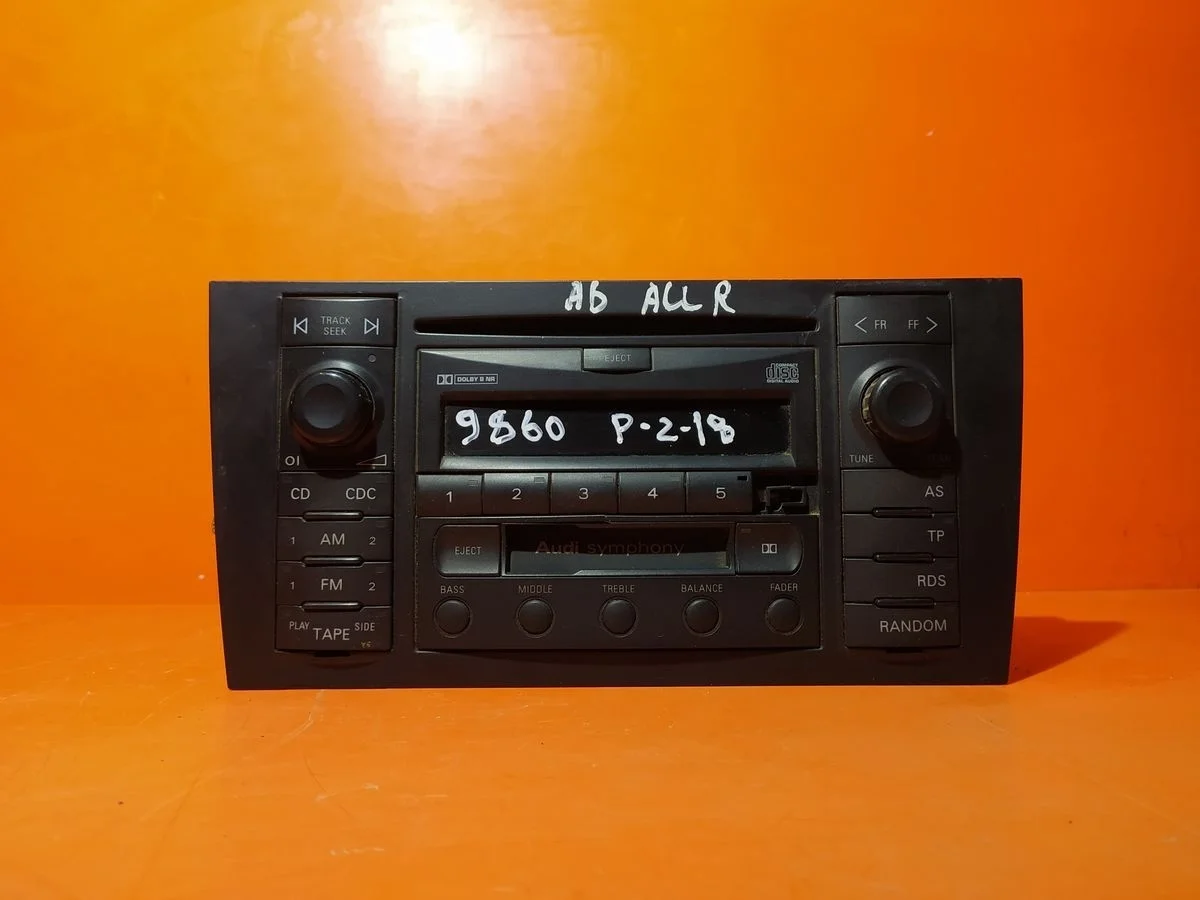 A6 ALL R
TRACK
SEEK
EJECT
< FR FF >
DOLBY B NR
COMPACT
disc
DIGITAL AUDIO
9860 P-2-18
TUNE
1 2 3 4 5
CD CDC
AS
1 AM 2
TP
EJECT
Audi symphony
1 FM 2
RDS
BASS MIDDLE TREBLE BALANCE FADER
PLAY TAPE SIDE
RANDOM